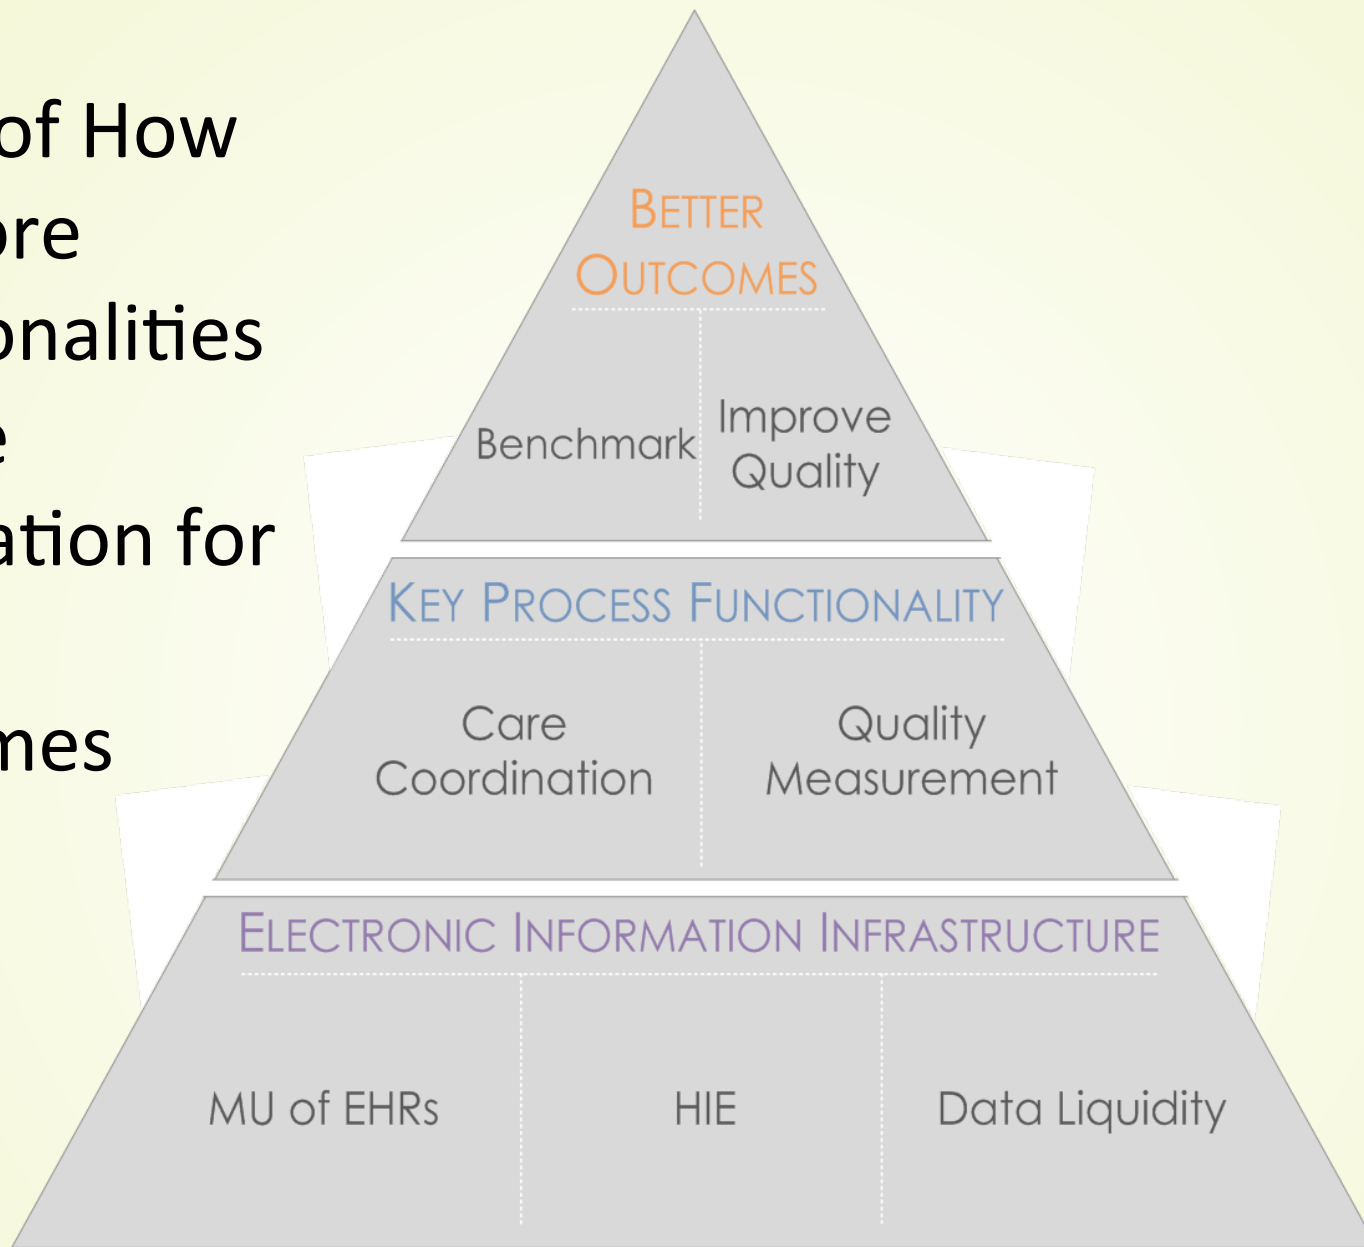 of How
ore
onalities
e
ation for
mes
BETTER
OUTCOMES
Benchmark
Improve
Quality
KEY PROCESS FUNCTIONALITY
Care
Coordination
Quality
Measurement
ELECTRONIC INFORMATION INFRASTRUCTURE
MU of EHRs
HIE
Data Liquidity